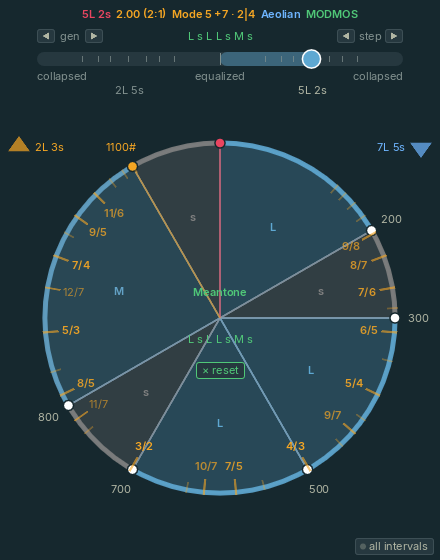 5L 2s 2.00 (2:1) Mode 5 +7 · 2|4 Aeolian MODMOS
gen L s L L s M s step
collapsed equalized collapsed
2L 5s 5L 2s
2L 3s 1100# 7L 5s
11/6 200
9/5 9/8
7/4 8/7
12/7 M Meantone s 7/6
s L
5/3 6/5 300
L s L L s M s
× reset L
8/5 5/4
s
11/7 9/7
800 L
3/2 4/3
10/7 7/5
700 500
all intervals